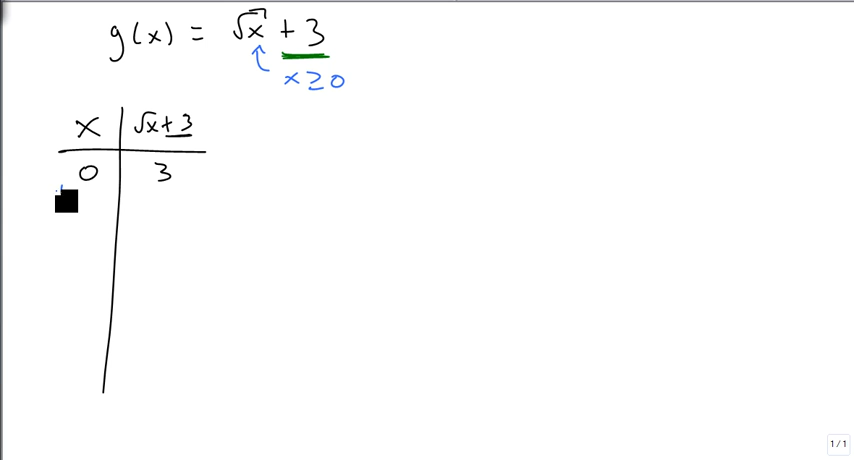 g(x) = √x + 3
x ≥ 0
x √x + 3
0 3
1/1